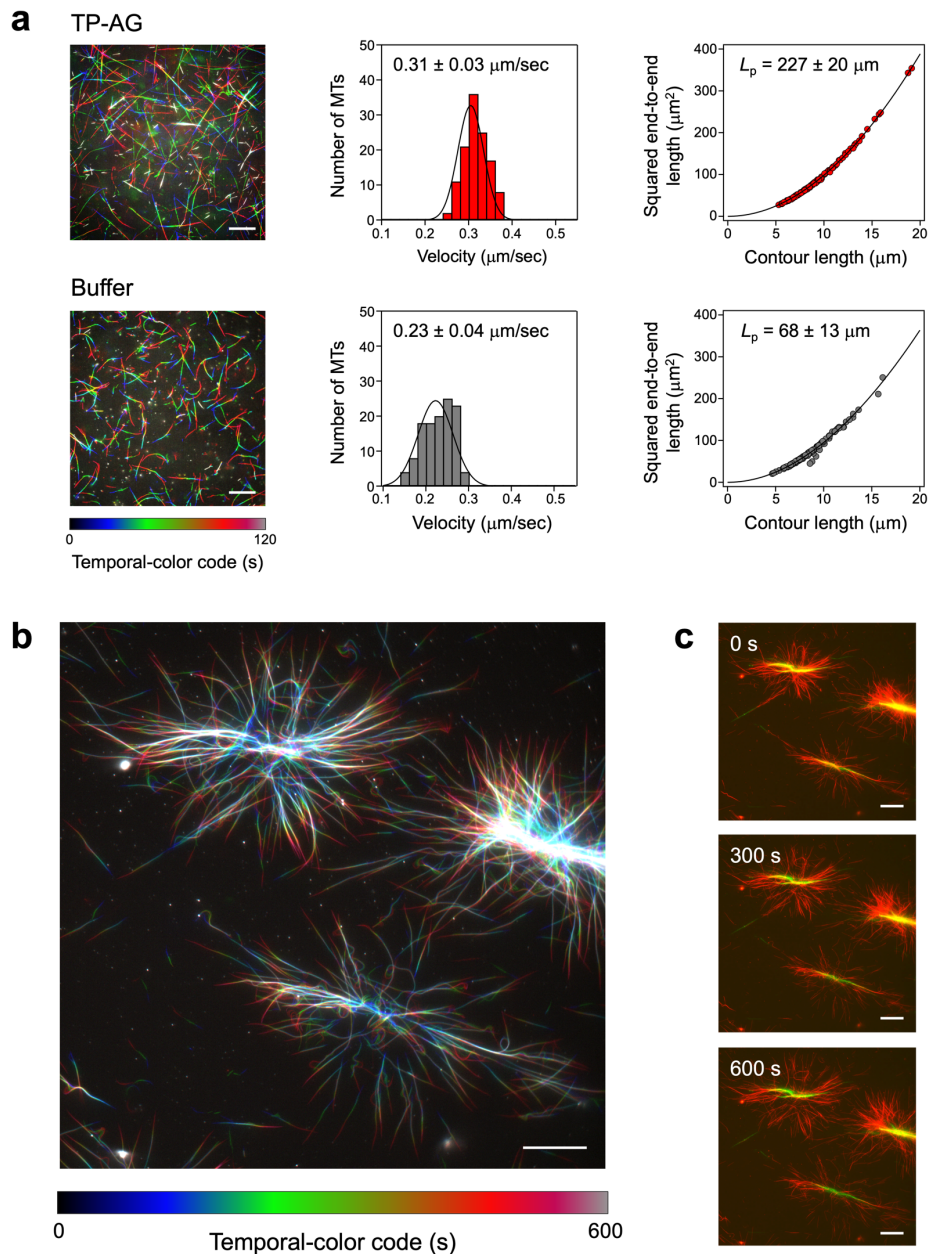 a
TP-AG
50
40
30
20
10
0
Number of MTs
0.31 ± 0.03 μm/sec
0.1
0.2
0.3
0.4
0.5
Velocity (μm/sec)
400
300
200
100
0
Squared end-to-end
length (μm2)
Lp = 227 ± 20 μm
0
5
10
15
20
Contour length (μm)
Buffer
50
40
30
20
10
0
Number of MTs
0.23 ± 0.04 μm/sec
0.1
0.2
0.3
0.4
0.5
Velocity (μm/sec)
400
300
200
100
0
Squared end-to-end
length (μm²)
Lp = 68 ± 13 μm
0
5
10
15
20
Contour length (μm)
0
120
Temporal-color code (s)
b
0
600
Temporal-color code (s)
c
0 s
300 s
600 s